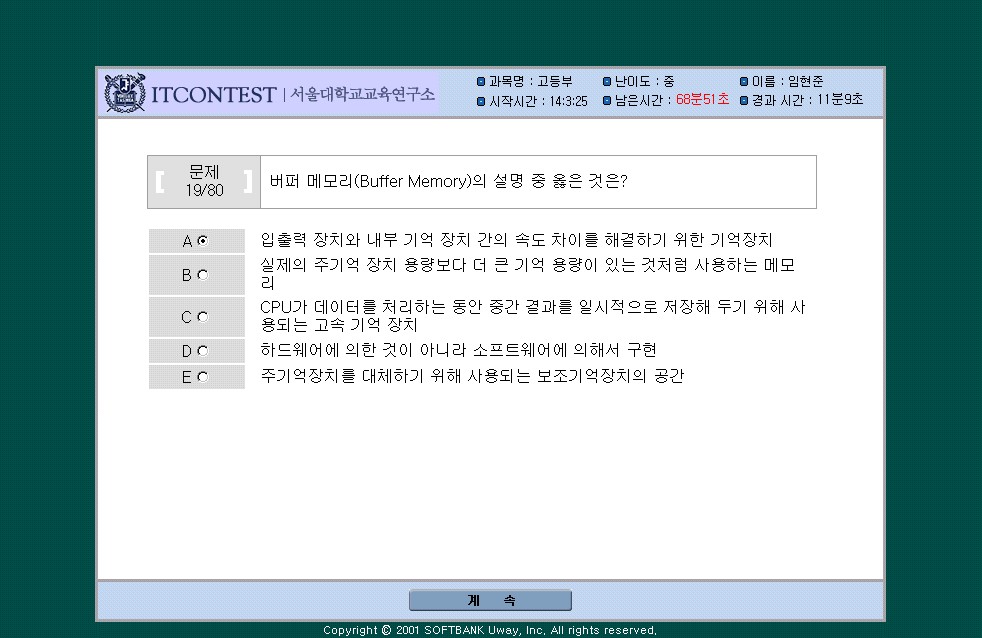 ITCONTEST | 서울대학교교육연구소
과목명 : 고등부 난이도 : 중 이름 : 임현준
시작시간 : 14:3:25 남은시간 : 68분51초 경과 시간 : 11분9초
문제
19/80
버퍼 메모리(Buffer Memory)의 설명 중 옳은 것은?
A 입출력 장치와 내부 기억 장치 간의 속도 차이를 해결하기 위한 기억장치
B 실제의 주기억 장치 용량보다 더 큰 기억 용량이 있는 것처럼 사용하는 메모
리
C CPU가 데이터를 처리하는 동안 중간 결과를 일시적으로 저장해 두기 위해 사
용되는 고속 기억 장치
D 하드웨어에 의한 것이 아니라 소프트웨어에 의해서 구현
E 주기억장치를 대체하기 위해 사용되는 보조기억장치의 공간
계 속
Copyright © 2001 SOFTBANK Uway, Inc, All rights reserved,